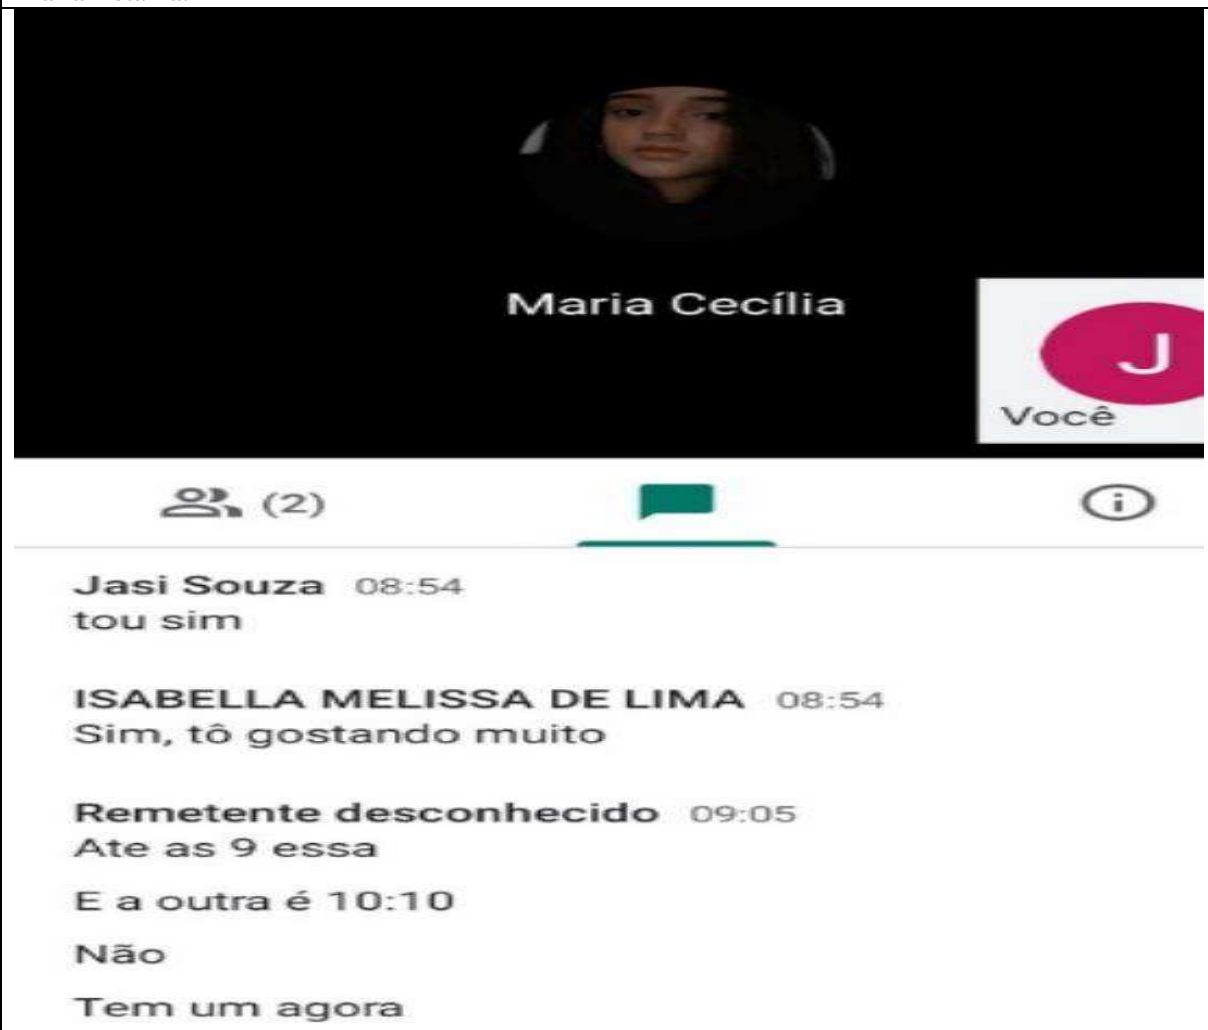 Maria Cecília
J
Você
(2)
Jasi Souza 08:54
tou sim
ISABELLA MELISSA DE LIMA 08:54
Sim, tô gostando muito
Remetente desconhecido 09:05
Ate as 9 essa
E a outra é 10:10
Não
Tem um agora